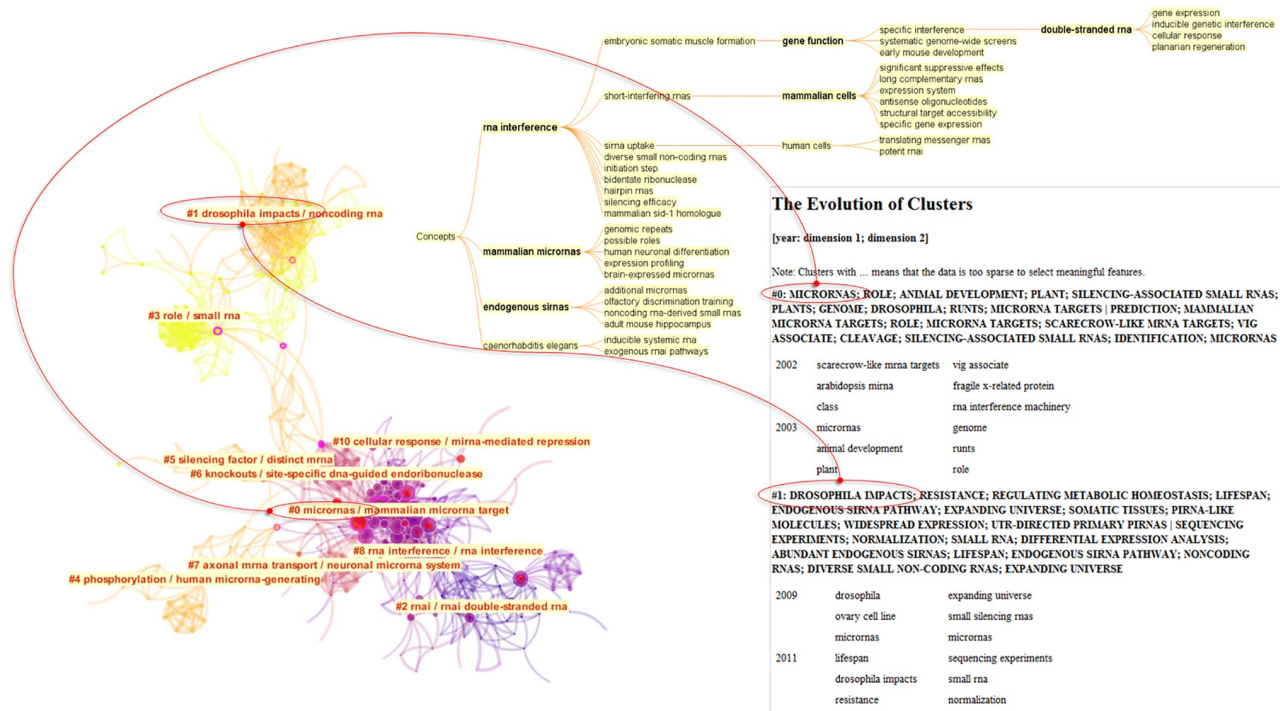 gene expression
inducible genetic interference
cellular response
planarian regeneration
double-stranded rna
specific interference
systematic genome-wide screens
early mouse development
embryonic somatic muscle formation
gene function
significant suppressive effects
long complementary rnas
expression system
antisense oligonucleotides
structural target accessibility
specific gene expression
short-interfering rnas
mammalian cells
rna interference
sirna uptake
human cells
translating messenger rnas
potent rnai
diverse small non-coding rnas
initiation step
bidentate ribonuclease
hairpin rnas
silencing efficacy
mammalian sid-1 homologue
Concepts
mammalian micrornas
genomic repeats
possible roles
human neuronal differentiation
expression profiling
brain-expressed micrornas
endogenous sirnas
additional micrornas
olfactory discrimination training
noncoding rna-derived small rnas
adult mouse hippocampus
caenorhabditis elegans
inducible systemic rna
exogenous rnai pathways
#1 drosophila impacts / noncoding rna
#3 role / small rna
#10 cellular response / mirna-mediated repression
#5 silencing factor / distinct mrna
#6 knockouts / site-specific dna-guided endoribonuclease
#0 micrornas / mammalian microrna target
#8 rna interference / rna interference
#7 axonal mrna transport / neuronal microrna system
#4 phosphorylation / human microrna-generating
#2 rnai / rnai double-stranded rna
The Evolution of Clusters
[year: dimension 1; dimension 2]
Note: Clusters with ... means that the data is too sparse to select meaningful features.
#0: MICRORNAS; ROLE; ANIMAL DEVELOPMENT; PLANT; SILENCING-ASSOCIATED SMALL RNAS;
PLANTS; GENOME; DROSOPHILA; RUNTS; MICRORNA TARGETS | PREDICTION; MAMMALIAN
MICRORNA TARGETS; ROLE; MICRORNA TARGETS; SCARECROW-LIKE MRNA TARGETS; VIG
ASSOCIATE; CLEAVAGE; SILENCING-ASSOCIATED SMALL RNAS; IDENTIFICATION; MICRORNAS
2002 scarecrow-like mrna targets vig associate
arabidopsis mirna fragile x-related protein
class rna interference machinery
2003 micrornas genome
animal development runts
plant role
#1: DROSOPHILA IMPACTS; RESISTANCE; REGULATING METABOLIC HOMEOSTASIS; LIFESPAN;
ENDOGENOUS SIRNA PATHWAY; EXPANDING UNIVERSE; SOMATIC TISSUES; PIRNA-LIKE
MOLECULES; WIDESPREAD EXPRESSION; UTR-DIRECTED PRIMARY PIRNAS | SEQUENCING
EXPERIMENTS; NORMALIZATION; SMALL RNA; DIFFERENTIAL EXPRESSION ANALYSIS;
ABUNDANT ENDOGENOUS SIRNAS; LIFESPAN; ENDOGENOUS SIRNA PATHWAY; NONCODING
RNAS; DIVERSE SMALL NON-CODING RNAS; EXPANDING UNIVERSE
2009 drosophila expanding universe
ovary cell line small silencing rnas
micrornas micrornas
2011 lifespan sequencing experiments
drosophila impacts small rna
resistance normalization